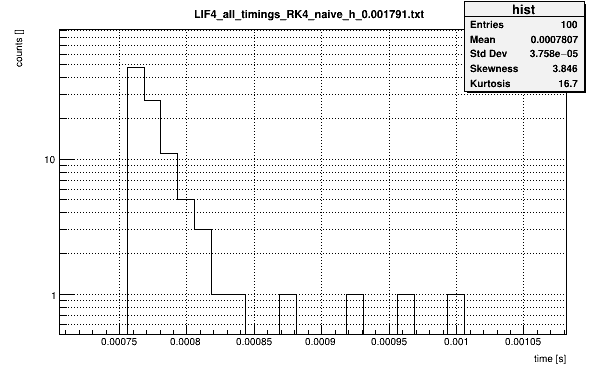 LIF4_all_timings_RK4_naive_h_0.001791.txt
hist
Entries 100
Mean 0.0007807
Std Dev 3.758e−05
Skewness 3.846
Kurtosis 16.7
counts []
10
1
0.00075 0.0008 0.00085 0.0009 0.00095 0.001 0.00105
time [s]